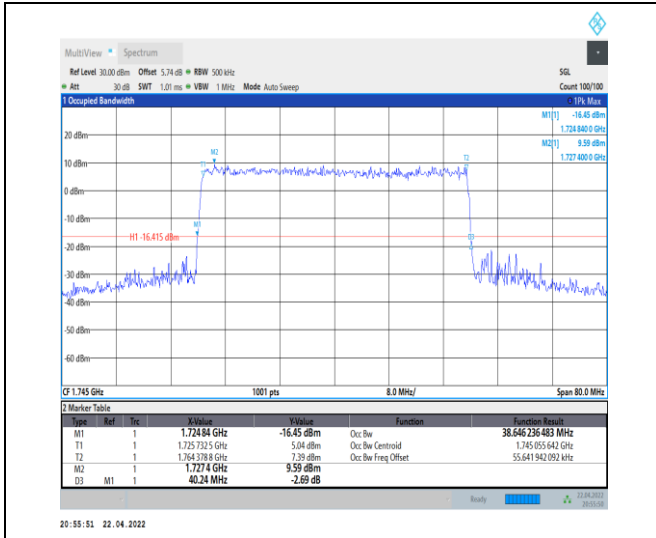 MultiView Spectrum
Ref Level 30.00 dBm Offset 5.74 dB RBW 500 kHz SGL
Att 30 dB SWT 1.01 ms VBW 1 MHz Mode Auto Sweep Count 100/100
1 Occupied Bandwidth 1Pk Max
M1[1] -16.45 dBm
1.724 840 0 GHz
M2[1] 9.59 dBm
1.727 400 0 GHz
20 dBm
M2
T1
T2
10 dBm
0 dBm
-10 dBm
M1
H1 -16.415 dBm
D3
-20 dBm
-30 dBm
-40 dBm
-50 dBm
-60 dBm
CF 1.745 GHz 1001 pts 8.0 MHz/ Span 80.0 MHz
2 Marker Table
Type Ref Trc X-Value Y-Value Function Function Result
M1 1 1.724 84 GHz -16.45 dBm Occ Bw 38.646 236 483 MHz
T1 1 1.725 732 5 GHz 5.04 dBm Occ Bw Centroid 1.745 055 642 GHz
T2 1 1.764 378 8 GHz 7.39 dBm Occ Bw Freq Offset 55.641 942 092 kHz
M2 1 1.727 4 GHz 9.59 dBm
D3 M1 1 40.24 MHz -2.69 dB
Ready 22.04.2022
20:55:50
20:55:51 22.04.2022